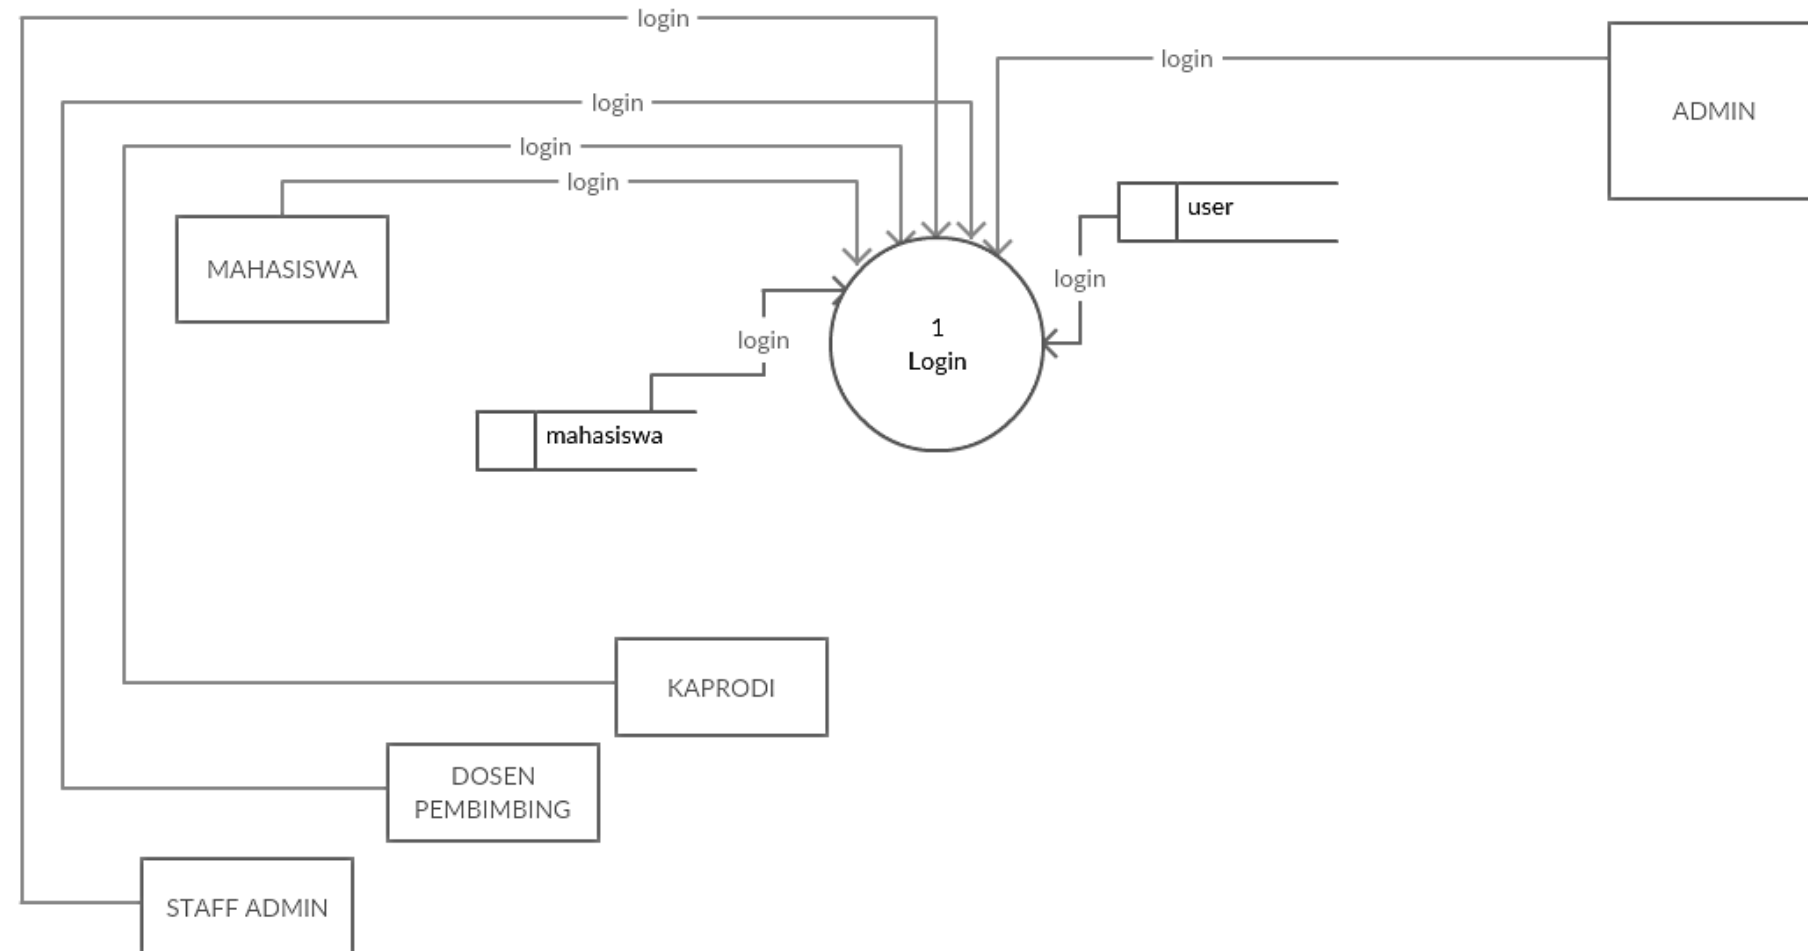 login
login
ADMIN
login
login
login
user
MAHASISWA
login
1
Login
login
mahasiswa
KAPRODI
DOSEN
PEMBIMBING
STAFF ADMIN